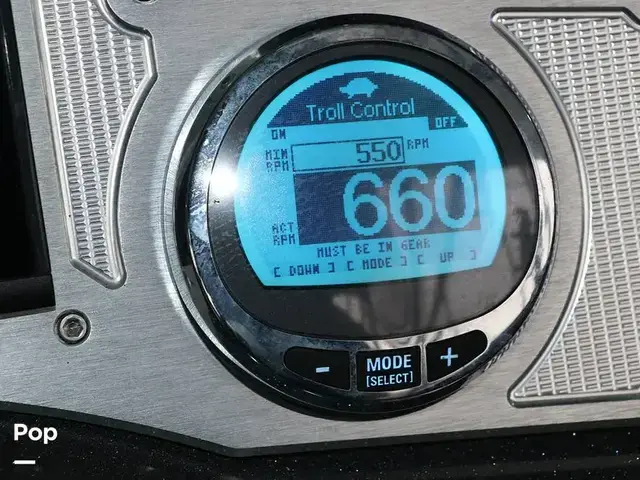 Troll Control
ON OFF
MIN RPM 550 RPM
ACT RPM 660
MUST BE IN GEAR
[ DOWN ] [ MODE ] [ UP ]
- MODE +
[SELECT]
Pop